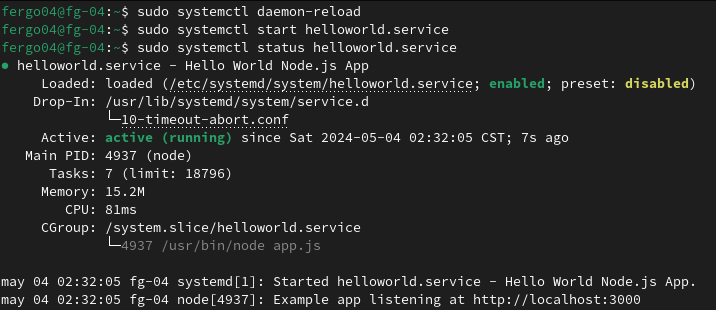 fergo04@fg-04:~$ sudo systemctl daemon-reload
fergo04@fg-04:~$ sudo systemctl start helloworld.service
fergo04@fg-04:~$ sudo systemctl status helloworld.service
● helloworld.service - Hello World Node.js App
Loaded: loaded (/etc/systemd/system/helloworld.service; enabled; preset: disabled)
Drop-In: /usr/lib/systemd/system/service.d
└─10-timeout-abort.conf
Active: active (running) since Sat 2024-05-04 02:32:05 CST; 7s ago
Main PID: 4937 (node)
Tasks: 7 (limit: 18796)
Memory: 15.2M
CPU: 81ms
CGroup: /system.slice/helloworld.service
└─4937 /usr/bin/node app.js
may 04 02:32:05 fg-04 systemd[1]: Started helloworld.service - Hello World Node.js App.
may 04 02:32:05 fg-04 node[4937]: Example app listening at http://localhost:3000